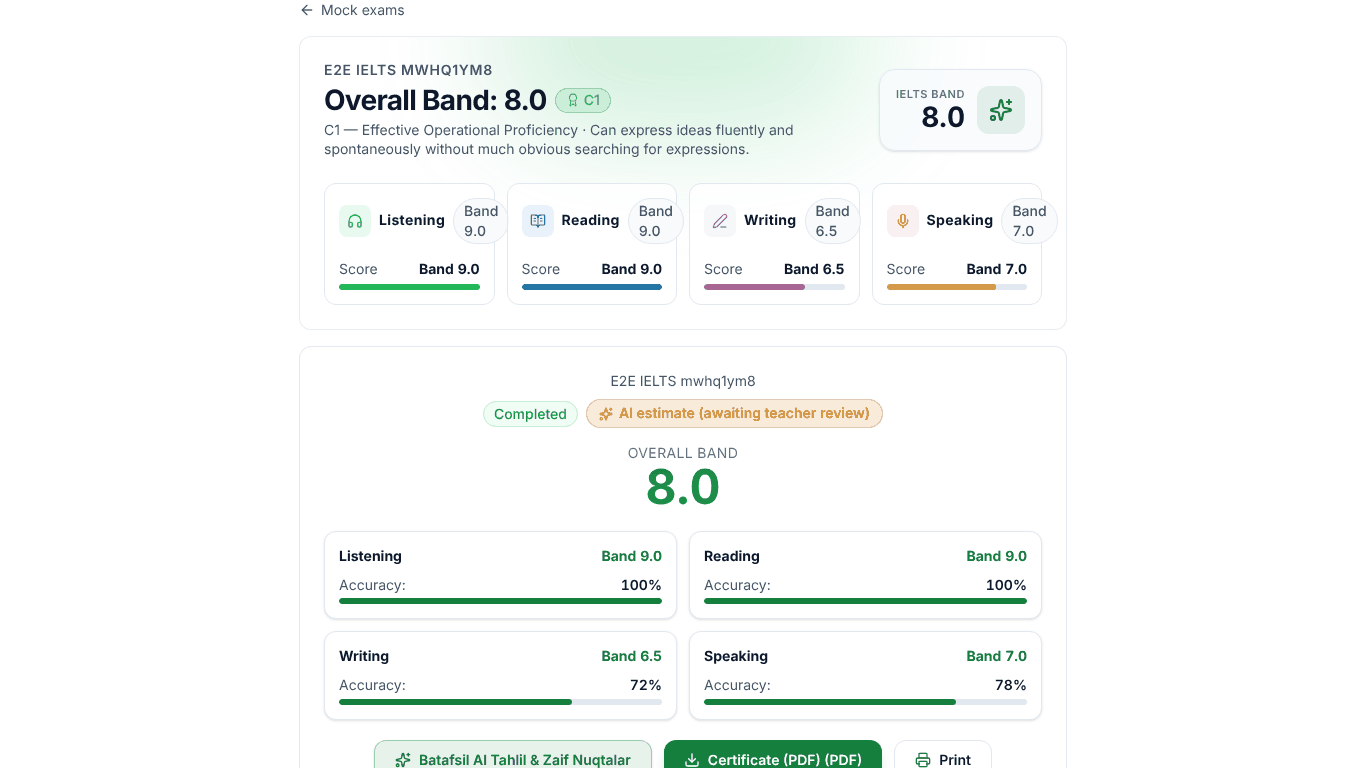 Mock exams
E2E IELTS MWHQ1YM8
Overall Band: 8.0 C1
C1 — Effective Operational Proficiency · Can express ideas fluently and
spontaneously without much obvious searching for expressions.
IELTS BAND
8.0
Listening
Band
9.0
Score Band 9.0
Reading
Band
9.0
Score Band 9.0
Writing
Band
6.5
Score Band 6.5
Speaking
Band
7.0
Score Band 7.0
E2E IELTS mwhq1ym8
Completed AI estimate (awaiting teacher review)
OVERALL BAND
8.0
Listening Band 9.0
Accuracy: 100%
Reading Band 9.0
Accuracy: 100%
Writing Band 6.5
Accuracy: 72%
Speaking Band 7.0
Accuracy: 78%
Batafsil AI Tahlil & Zaif Nuqtalar Certificate (PDF) (PDF) Print